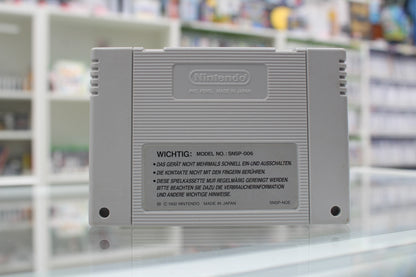 Nintendo
PAT. PEND. MADE IN JAPAN
WICHTIG: MODEL NO.: SNSP-006
• DAS GERÄT NICHT MEHRMALS SCHNELL EIN-UND AUSSCHALTEN.
• DIE KONTAKTE NICHT MIT DEN FINGERN BERÜHREN.
• DIESE SPIELKASSETTE NUR REGELMÄSSIG GEREINIGT WERDEN.
BITTE BEACHTEN SIE DAZU DIE VERBRAUCHERINFORMATION
UND ANDERE WICHTIGE HINWEISE.
© 1992 NINTENDO MADE IN JAPAN SNSP-NOE